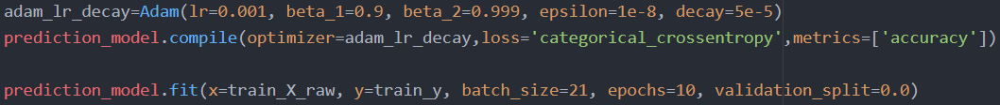 adam_lr_decay=Adam(lr=0.001, beta_1=0.9, beta_2=0.999, epsilon=1e-8, decay=5e-5)
prediction_model.compile(optimizer=adam_lr_decay,loss='categorical_crossentropy',metrics=['accuracy'])
prediction_model.fit(x=train_X_raw, y=train_y, batch_size=21, epochs=10, validation_split=0.0)